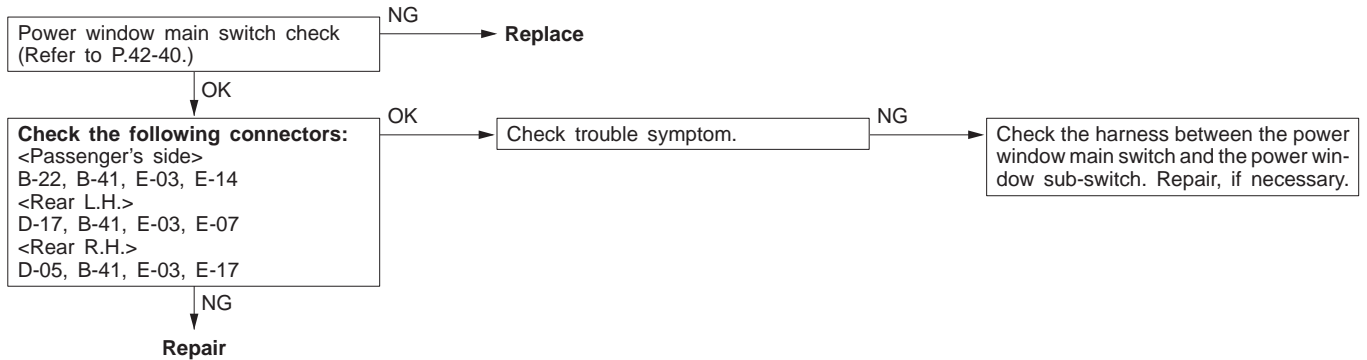 Power window main switch check
(Refer to P.42-40.)
NG
Replace
OK
Check the following connectors:
<Passenger's side>
B-22, B-41, E-03, E-14
<Rear L.H.>
D-17, B-41, E-03, E-07
<Rear R.H.>
D-05, B-41, E-03, E-17
OK
Check trouble symptom.
NG
Check the harness between the power
window main switch and the power win-
dow sub-switch. Repair, if necessary.
NG
Repair